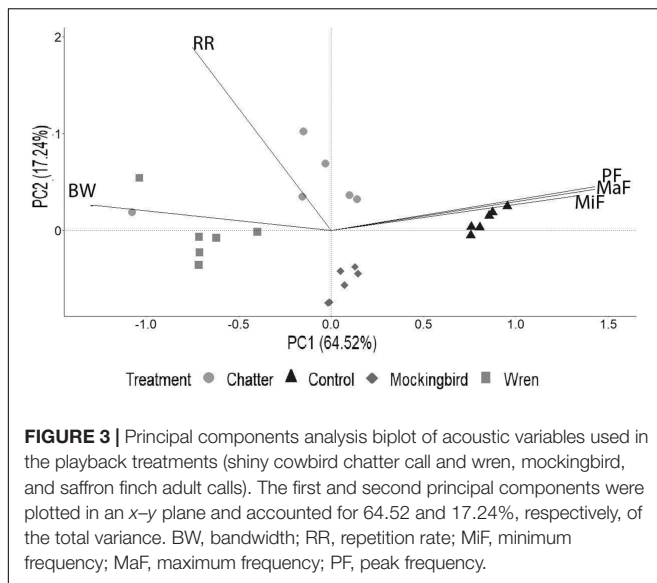 2
RR
PC2 (17.24%)
1
BW
PF
MaF
MiF
0
-1.0 -0.5 0.0 0.5 1.0 1.5
PC1 (64.52%)
Treatment Chatter Control Mockingbird Wren
FIGURE 3 | Principal components analysis biplot of acoustic variables used in
the playback treatments (shiny cowbird chatter call and wren, mockingbird,
and saffron finch adult calls). The first and second principal components were
plotted in an x–y plane and accounted for 64.52 and 17.24%, respectively, of
the total variance. BW, bandwidth; RR, repetition rate; MiF, minimum
frequency; MaF, maximum frequency; PF, peak frequency.